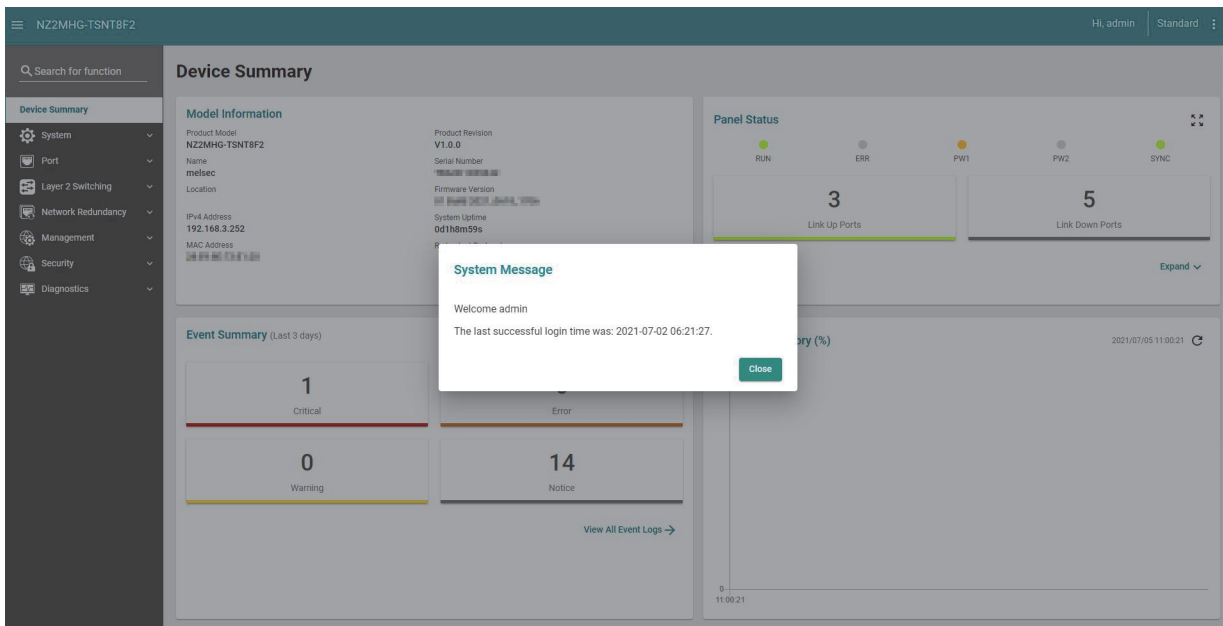 NZ2MHG-TSNT8F2
Hi, admin
Standard
Search for function
Device Summary
System
Port
Layer 2 Switching
Network Redundancy
Management
Security
Diagnostics
Device Summary
Model Information
Product Model
NZ2MHG-TSNT8F2
Product Revision
V1.0.0
Name
melsec
Serial Number
Location
Firmware Version
IPv4 Address
192.168.3.252
System Uptime
0d1h8m59s
MAC Address
Panel Status
RUN
ERR
PW1
PW2
SYNC
3
Link Up Ports
5
Link Down Ports
Expand
System Message
Welcome admin
The last successful login time was: 2021-07-02 06:21:27.
Close
Event Summary (Last 3 days)
1
Critical
Error
0
Warning
14
Notice
View All Event Logs
(%)
2021/07/05 11:00:21
0
11:00:21